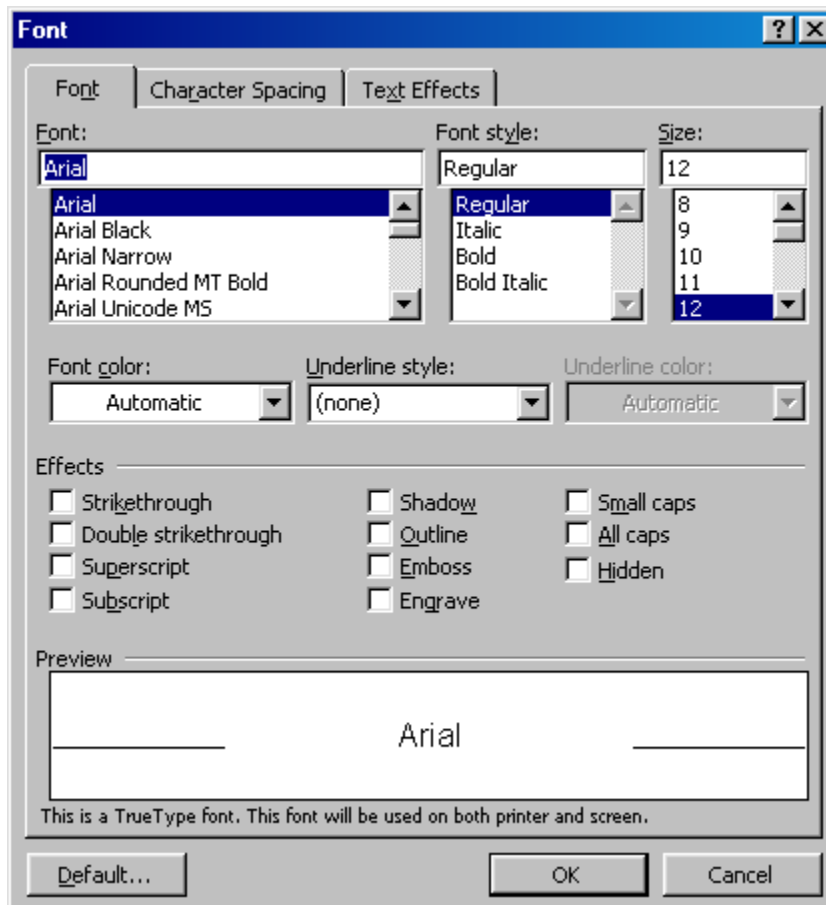 Font
Font Character Spacing Text Effects
Font: Font style: Size:
Arial Regular 12
Arial Regular 8
Arial Black Italic 9
Arial Narrow Bold 10
Arial Rounded MT Bold Bold Italic 11
Arial Unicode MS 12
Font color: Underline style: Underline color:
Automatic (none) Automatic
Effects
Strikethrough Shadow Small caps
Double strikethrough Outline All caps
Superscript Emboss Hidden
Subscript Engrave
Preview
Arial
This is a TrueType font. This font will be used on both printer and screen.
Default... OK Cancel